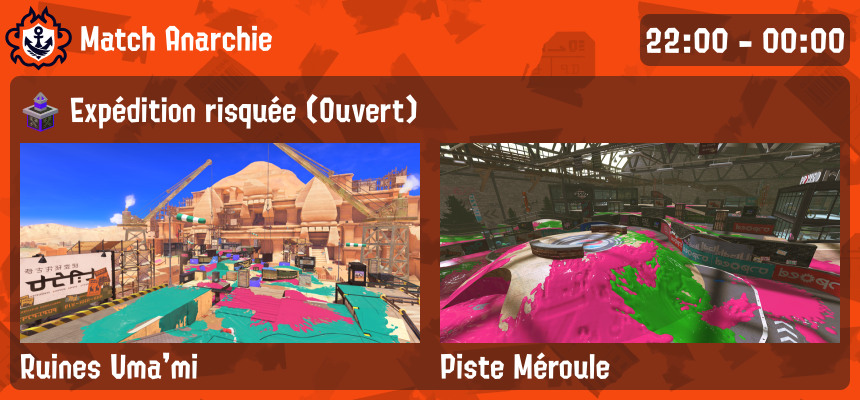 Match Anarchie
22:00 - 00:00
Expédition risquée (Ouvert)
Ruines Uma'mi
Piste Méroule